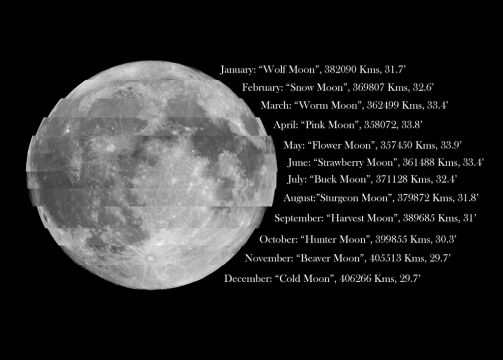 January: “Wolf Moon”, 382090 Kms, 31.7’
February: “Snow Moon”, 369807 Kms, 32.6’
March: “Worm Moon”, 362499 Kms, 33.4’
April: “Pink Moon”, 358072, 33.8’
May: “Flower Moon”, 357450 Kms, 33.9’
June: “Strawberry Moon”, 361488 Kms, 33.4’
July: “Buck Moon”, 371128 Kms, 32.4’
August:”Sturgeon Moon”, 379872 Kms, 31.8’
September: “Harvest Moon”, 389685 Kms, 31’
October: “Hunter Moon”, 399855 Kms, 30.3’
November: “Beaver Moon”, 405513 Kms, 29.7’
December: “Cold Moon”, 406266 Kms, 29.7’